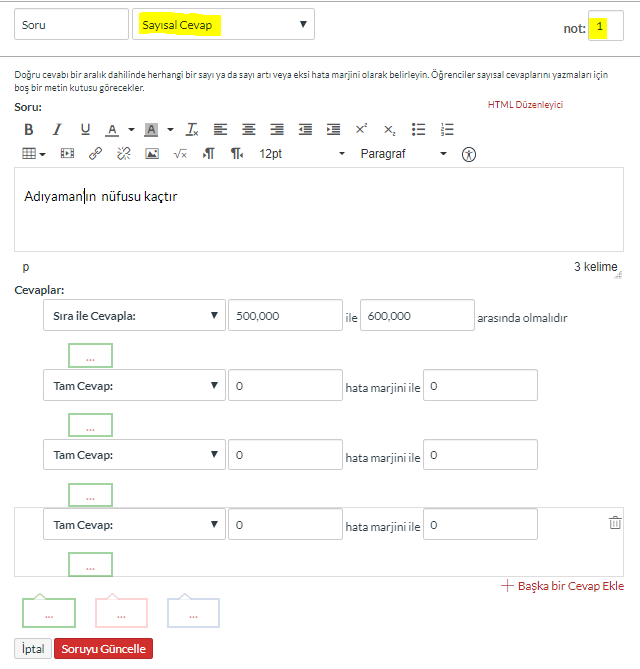 Soru Sayısal Cevap not: 1
Doğru cevabı bir aralık dahilinde herhangi bir sayı ya da sayı artı veya eksi hata marjini olarak belirleyin. Öğrenciler sayısal cevaplarını yazmaları için
boş bir metin kutusu görecekler.
Soru: HTML Düzenleyici
12pt Paragraf
Adıyaman'ın nüfusu kaçtır
p 3 kelime
Cevaplar:
Sıra ile Cevapla: 500,000 ile 600,000 arasında olmalıdır
...
Tam Cevap: 0 hata marjini ile 0
...
Tam Cevap: 0 hata marjini ile 0
...
Tam Cevap: 0 hata marjini ile 0
...
+ Başka bir Cevap Ekle
... ... ...
İptal Soruyu Güncelle